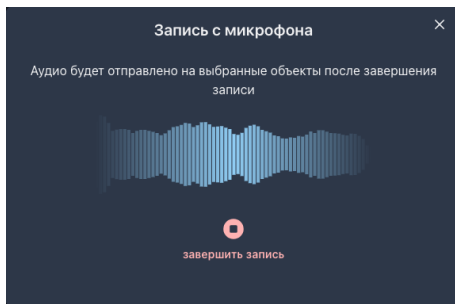 Запись с микрофона
Аудио будет отправлено на выбранные объекты после завершения
записи
завершить запись